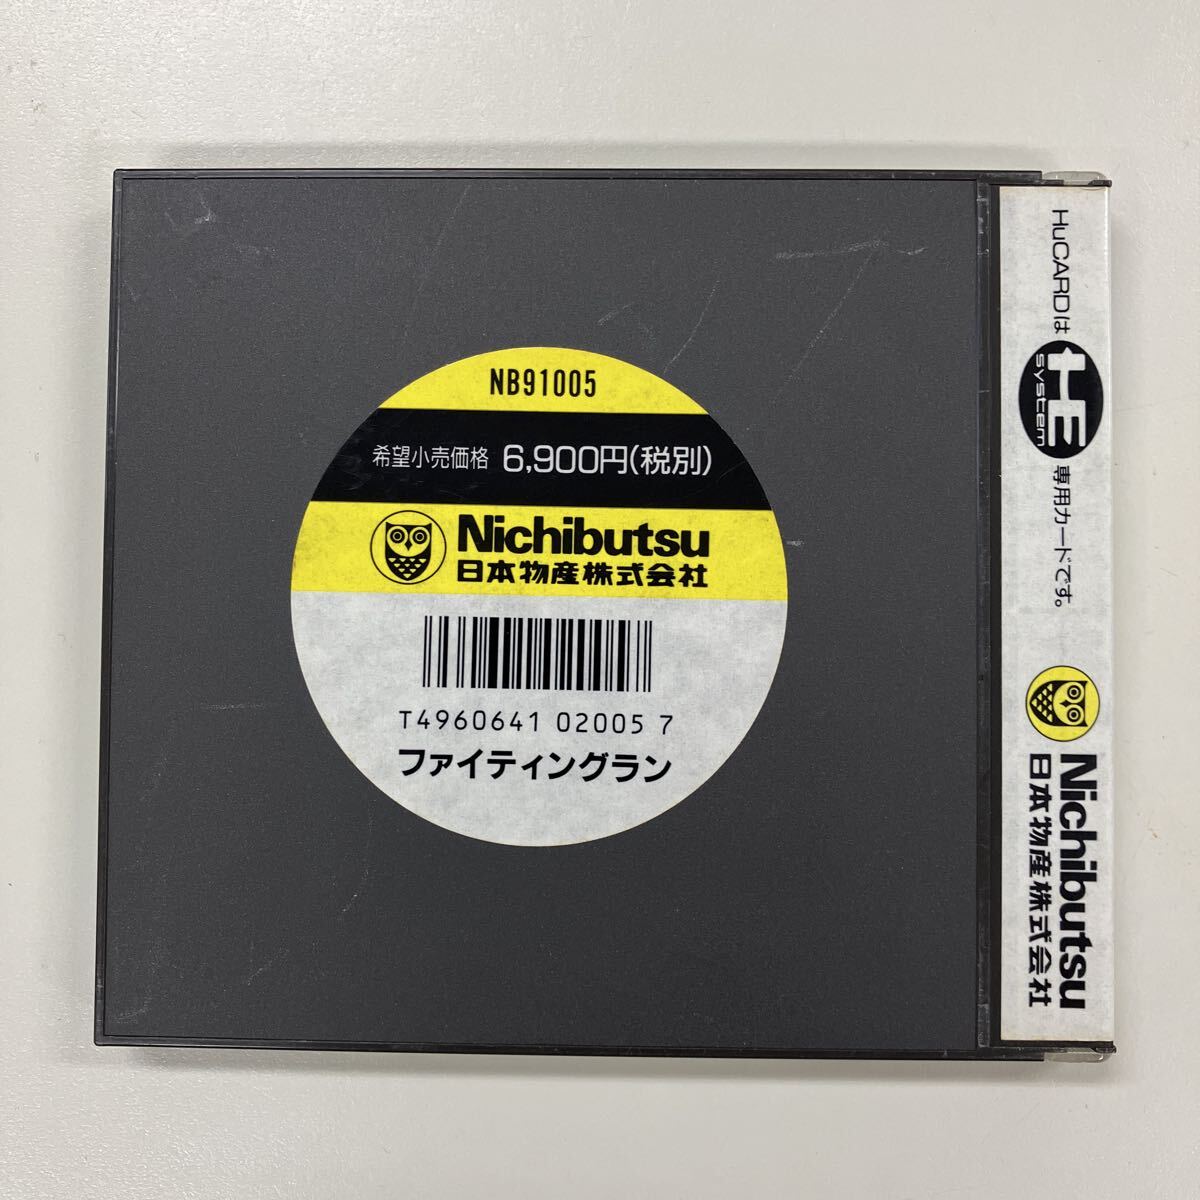 NB91005
希望小売価格 6,900円(税別)
Nichibutsu
日本物産株式会社
T4960641 02005 7
ファイティングラン
HuCARDは HE system 専用カードです。
Nichibutsu
日本物産株式会社